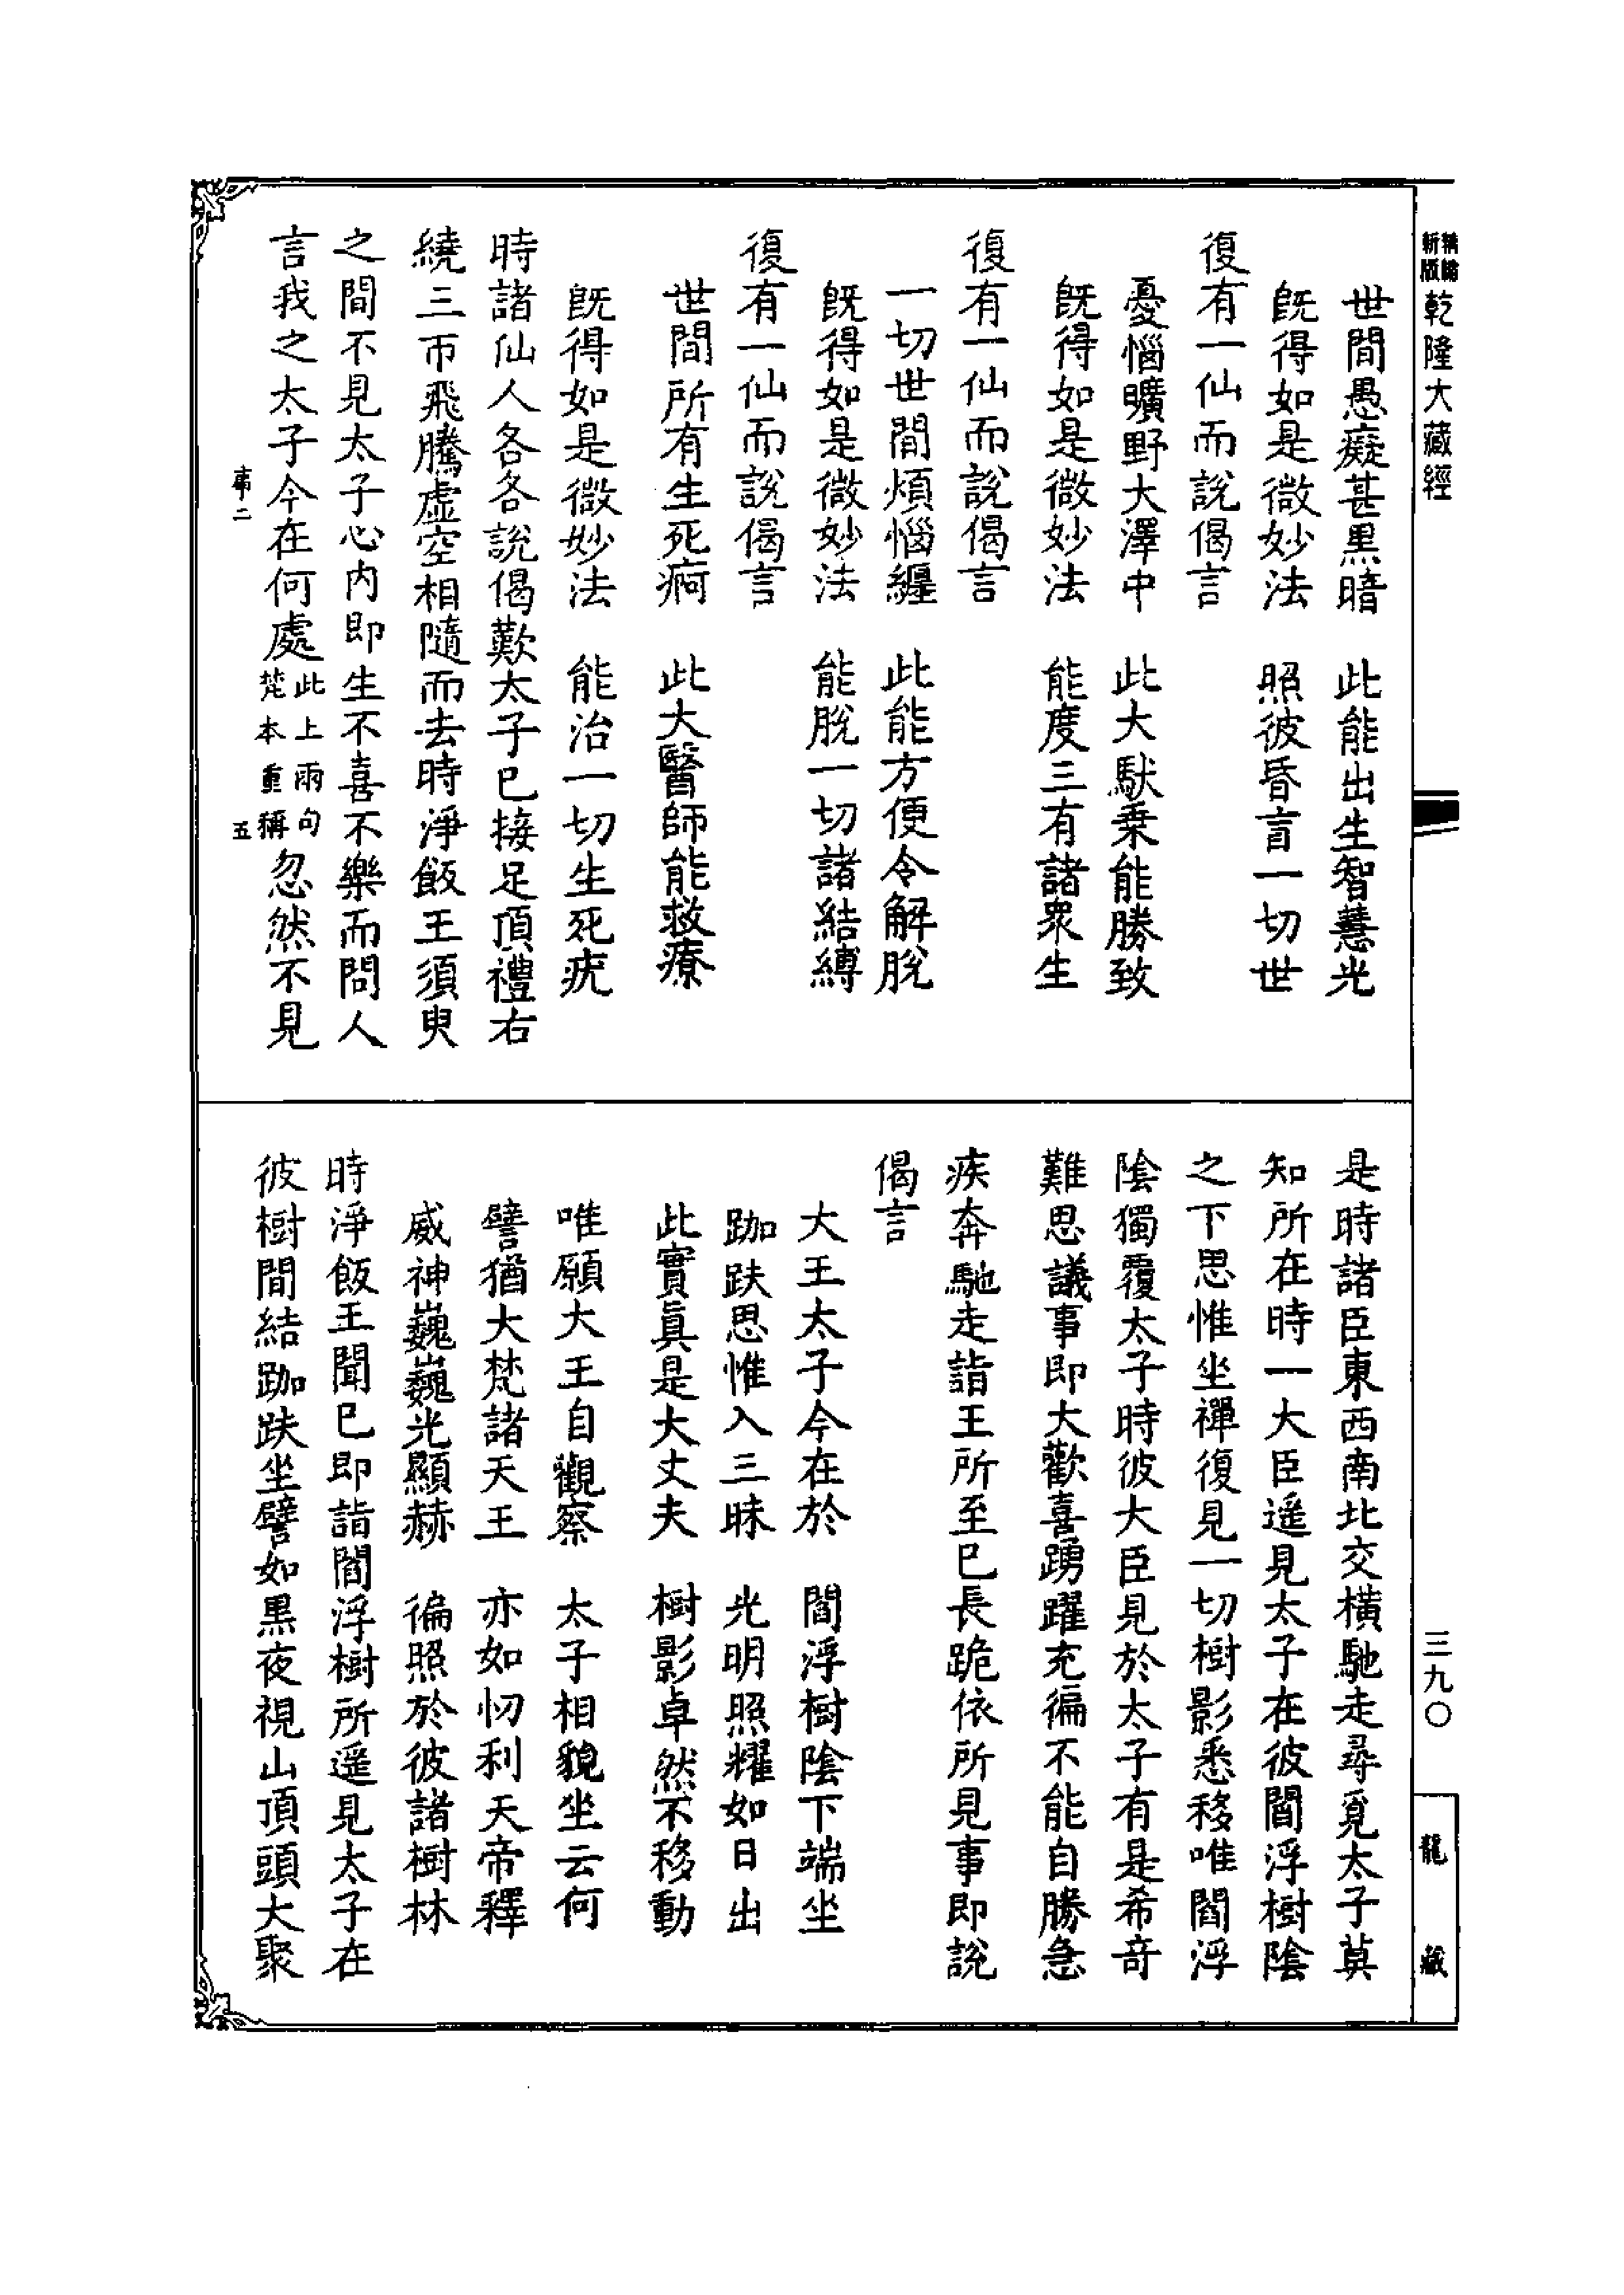 新版精縮乾隆大藏經
三九〇
龍藏
世間愚癡甚黑暗　此能出生智慧光
既得如是微妙法　照彼昏盲一切世
復有一仙而說偈言
憂惱曠野大澤中　此大馱乗能勝致
既得如是微妙法　能度三有諸衆生
復有一仙而說偈言
一切世間煩惱纏　此能方便令解脫
既得如是微妙法　能脫一切諸結縛
復有一仙而說偈言
世間所有生死痾　此大醫師能救療
既得如是微妙法　能治一切生死疣
時諸仙人各各說偈歎太子已接足頂禮右
繞三帀飛騰虛空相隨而去時淨飯王須臾
之間不見太子心內即生不喜不樂而問人
言我之太子今在何處此上兩句梵本重稱忽然不見
二　五
是時諸臣東西南北交橫馳走尋覓太子莫
知所在時一大臣遥見太子在彼閻浮樹陰
之下思惟坐禪復見一切樹影悉移唯閻浮
陰獨覆太子時彼大臣見於太子有是希奇
難思議事即大歡喜踴躍充徧不能自勝急
疾奔馳走詣王所至已長跪依所見事即說
偈言
大王太子今在於　閻浮樹陰下端坐
跏趺思惟入三昧　光明照耀如日出
此實真是大丈夫　樹影卓然不移動
唯願大王自觀察　太子相貌坐云何
譬猶大梵諸天王　亦如忉利天帝釋
威神巍巍光顯赫　徧照於彼諸樹林
時淨飯王聞已即詣閻浮樹所遥見太子在
彼樹間結跏趺坐譬如黑夜視山頂頭大聚